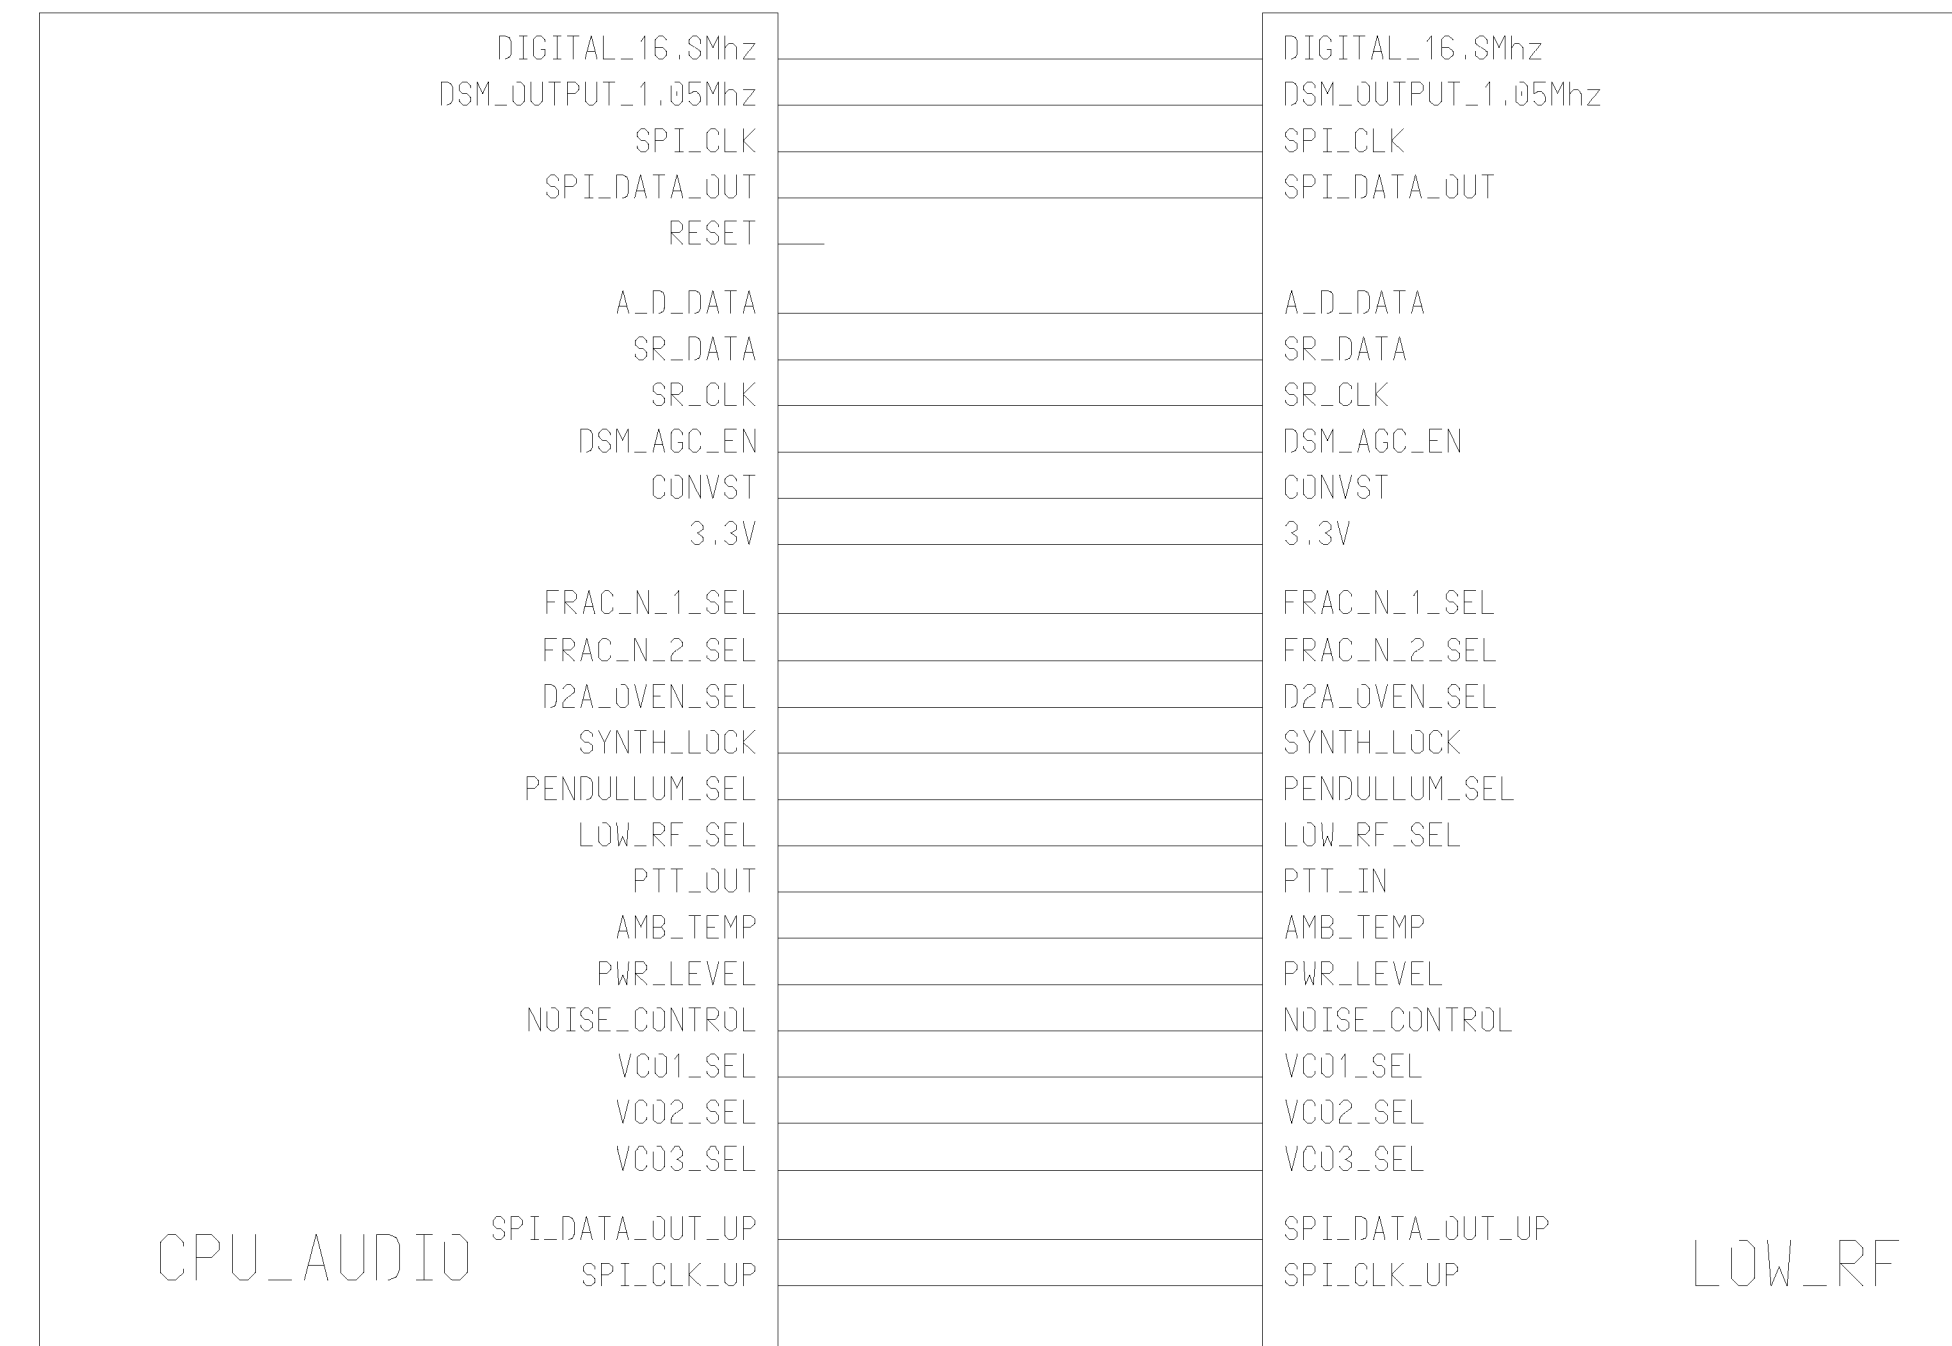 DIGITAL_16.8Mhz DIGITAL_16.8Mhz
DSM_OUTPUT_1.05Mhz DSM_OUTPUT_1.05Mhz
SPI_CLK SPI_CLK
SPI_DATA_OUT SPI_DATA_OUT
RESET
A_D_DATA A_D_DATA
SR_DATA SR_DATA
SR_CLK SR_CLK
DSM_AGC_EN DSM_AGC_EN
CONVST CONVST
3.3V 3.3V
FRAC_N_1_SEL FRAC_N_1_SEL
FRAC_N_2_SEL FRAC_N_2_SEL
D2A_OVEN_SEL D2A_OVEN_SEL
SYNTH_LOCK SYNTH_LOCK
PENDULLUM_SEL PENDULLUM_SEL
LOW_RF_SEL LOW_RF_SEL
PTT_OUT PTT_IN
AMB_TEMP AMB_TEMP
PWR_LEVEL PWR_LEVEL
NOISE_CONTROL NOISE_CONTROL
VCO1_SEL VCO1_SEL
VCO2_SEL VCO2_SEL
VCO3_SEL VCO3_SEL
SPI_DATA_OUT_UP SPI_DATA_OUT_UP
CPU_AUDIO LOW_RF
SPI_CLK_UP SPI_CLK_UP